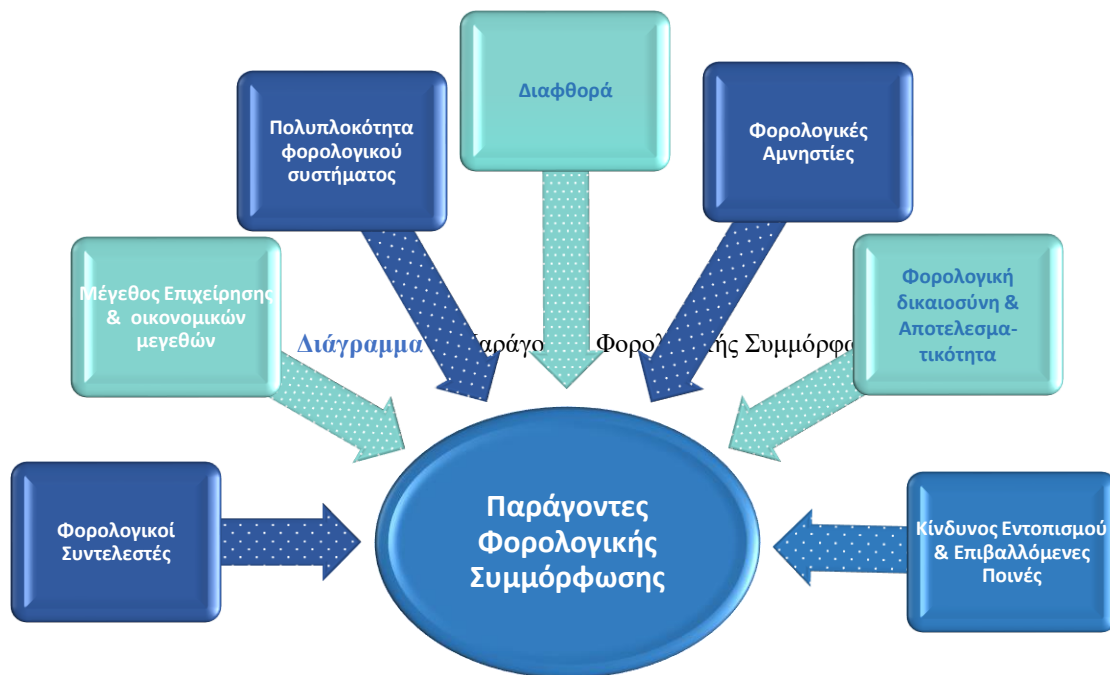 Διαφθορά
Πολυπλοκότητα
φορολογικού
συστήματος
Φορολογικές
Αμνηστίες
Μέγεθος Επιχείρησης
& οικονομικών
μεγεθών
Φορολογική
δικαιοσύνη &
Αποτελεσμα-
τικότητα
Διάγραμμα Συμμόρφω
Φορολογικοί
Συντελεστές
Παράγοντες
Φορολογικής
Συμμόρφωσης
Κίνδυνος Εντοπισμού
& Επιβαλλόμενες
Ποινές